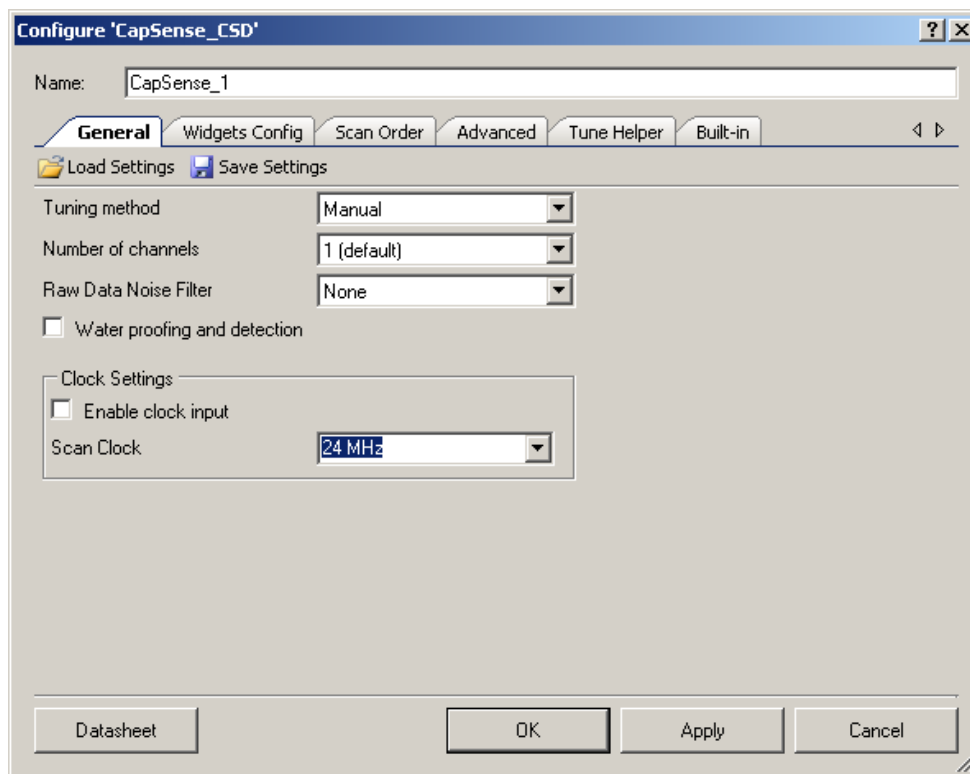 Configure 'CapSense_CSD'
Name: CapSense_1
General Widgets Config Scan Order Advanced Tune Helper Built-in
Load Settings Save Settings
Tuning method Manual
Number of channels 1 (default)
Raw Data Noise Filter None
Water proofing and detection
Clock Settings
Enable clock input
Scan Clock 24 MHz
Datasheet OK Apply Cancel